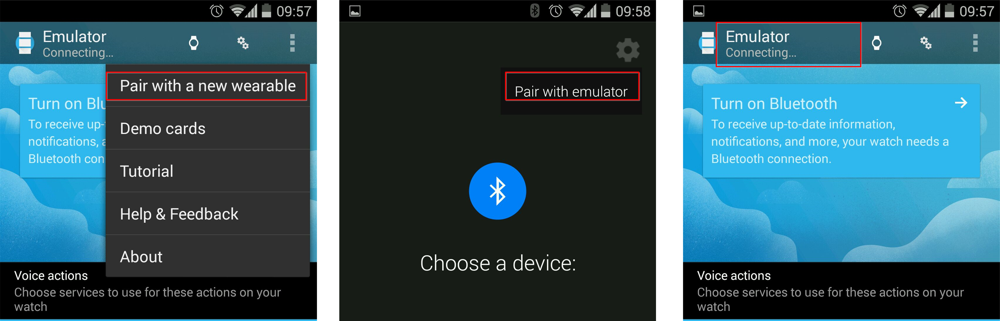 09:57
Emulator
Connecting...
Pair with a new wearable
Turn on Blu
To receive up-t
notifications, a
Bluetooth con
Demo cards
Tutorial
Help & Feedback
About
Voice actions
Choose services to use for these actions on your
watch
09:58
Pair with emulator
Choose a device:
09:57
Emulator
Connecting...
Turn on Bluetooth
To receive up-to-date information,
notifications, and more, your watch needs a
Bluetooth connection.
Voice actions
Choose services to use for these actions on your
watch